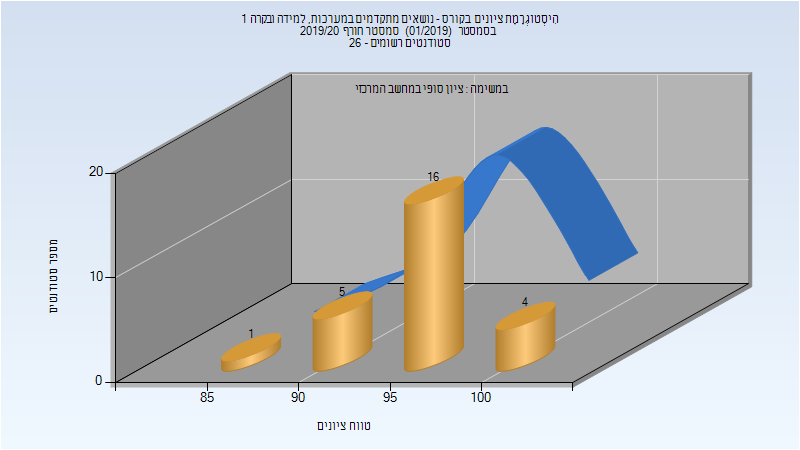 היסטוגרמת ציונים בקורס - נושאים מתקדמים במערכות, למידה ובקרה 1
בסמסטר (01/2019) סמסטר חורף 2019/20
סטודנטים רשומים - 26
במשימה : ציון סופי במחשב המרכזי
מספר סטודנטים
20
10
0
1
5
16
4
85
90
95
100
טווח ציונים